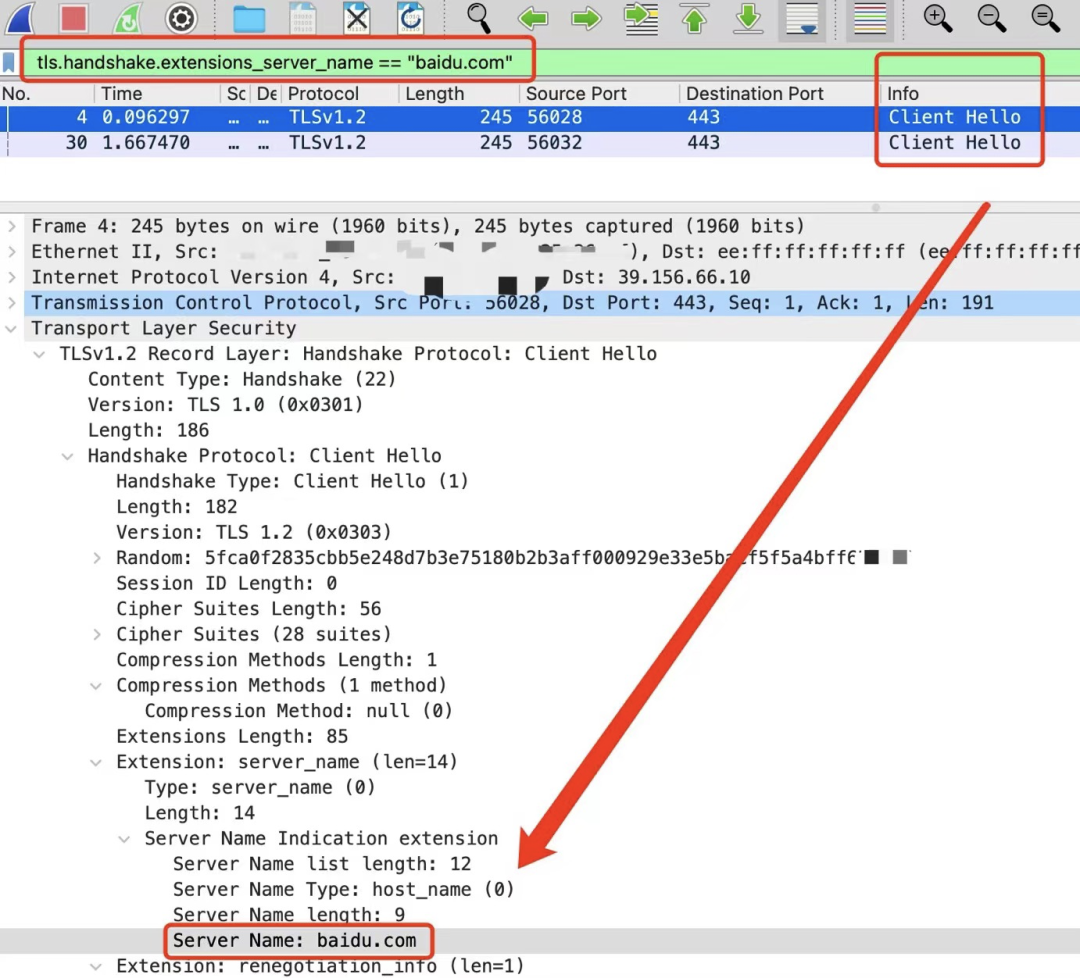 tls.handshake.extensions_server_name == "baidu.com"
No. Time Sc De Protocol Length Source Port Destination Port Info
4 0.096297 … … TLSv1.2 245 56028 443 Client Hello
30 1.667470 … … TLSv1.2 245 56032 443 Client Hello
Frame 4: 245 bytes on wire (1960 bits), 245 bytes captured (1960 bits)
Ethernet II, Src: ), Dst: ee:ff:ff:ff:ff:ff (ee:ff:ff:ff:ff
Internet Protocol Version 4, Src: Dst: 39.156.66.10
Transmission Control Protocol, Src Port: 56028, Dst Port: 443, Seq: 1, Ack: 1, Len: 191
Transport Layer Security
TLSv1.2 Record Layer: Handshake Protocol: Client Hello
Content Type: Handshake (22)
Version: TLS 1.0 (0x0301)
Length: 186
Handshake Protocol: Client Hello
Handshake Type: Client Hello (1)
Length: 182
Version: TLS 1.2 (0x0303)
Random:
Session ID Length: 0
Cipher Suites Length: 56
Cipher Suites (28 suites)
Compression Methods Length: 1
Compression Methods (1 method)
Compression Method: null (0)
Extensions Length: 85
Extension: server_name (len=14)
Type: server_name (0)
Length: 14
Server Name Indication extension
Server Name list length: 12
Server Name Type: host_name (0)
Server Name length: 9
Server Name: baidu.com
Extension: renegotiation_info (len=1)